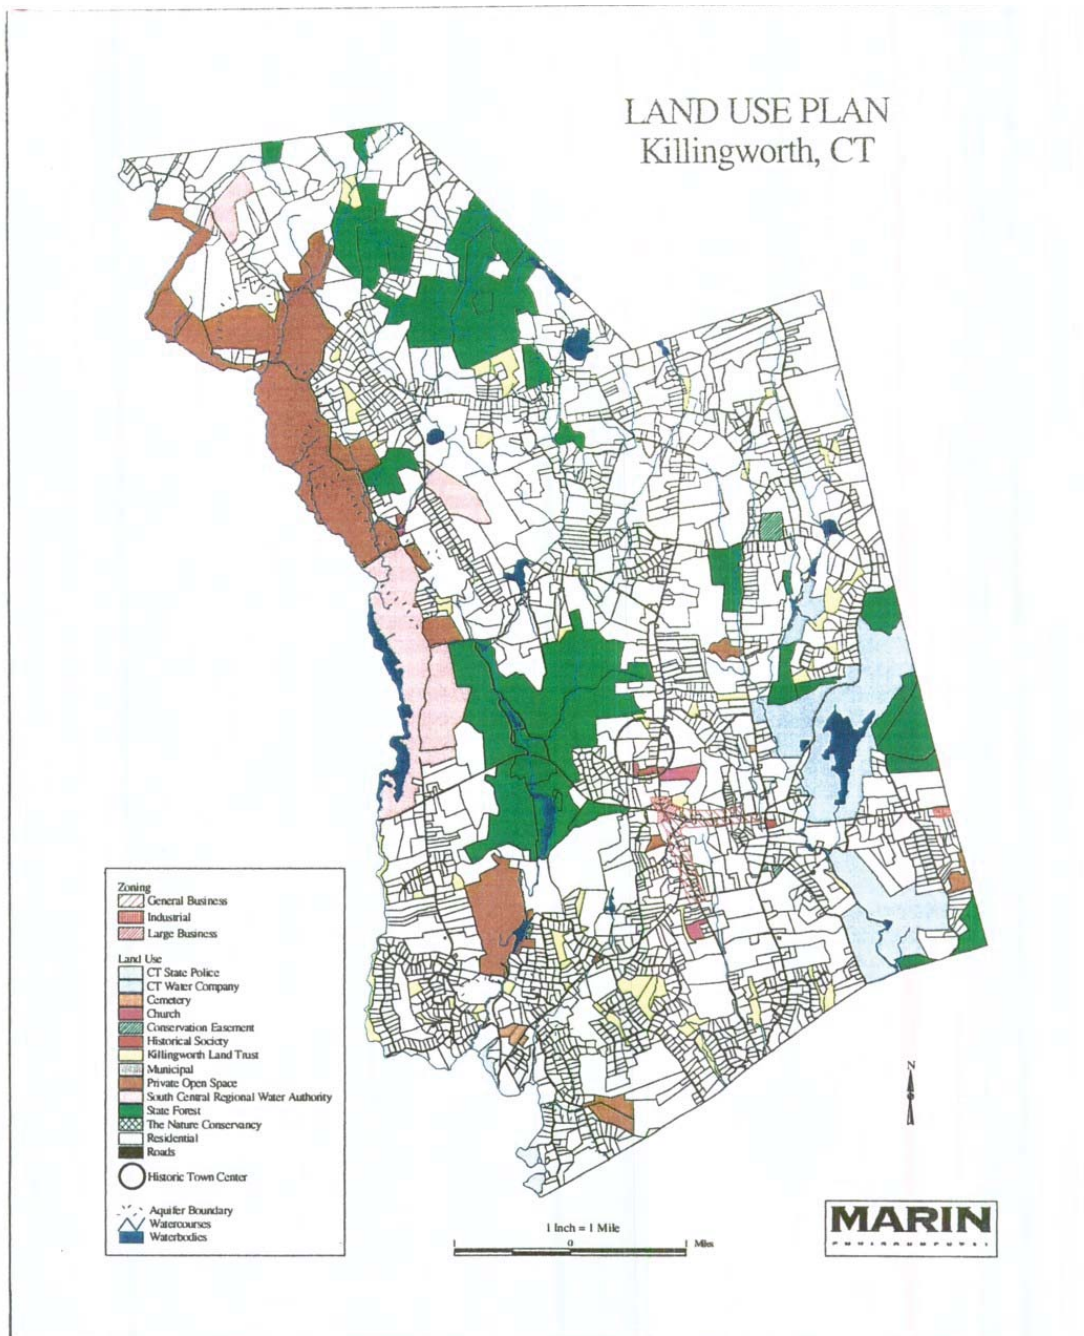 LAND USE PLAN
Killingworth, CT
Zoning
General Business
Industrial
Large Business
Land Use
CT State Police
CT Water Company
Cemetery
Church
Conservation Easement
Historical Society
Killingworth Land Trust
Municipal
Private Open Space
South Central Regional Water Authority
State Forest
The Nature Conservancy
Residential
Roads
Historic Town Center
Aquifer Boundary
Watercourses
Waterbodies
N
1 Inch = 1 Mile
1 0 1 Miles
MARIN
ENVIRONMENTAL